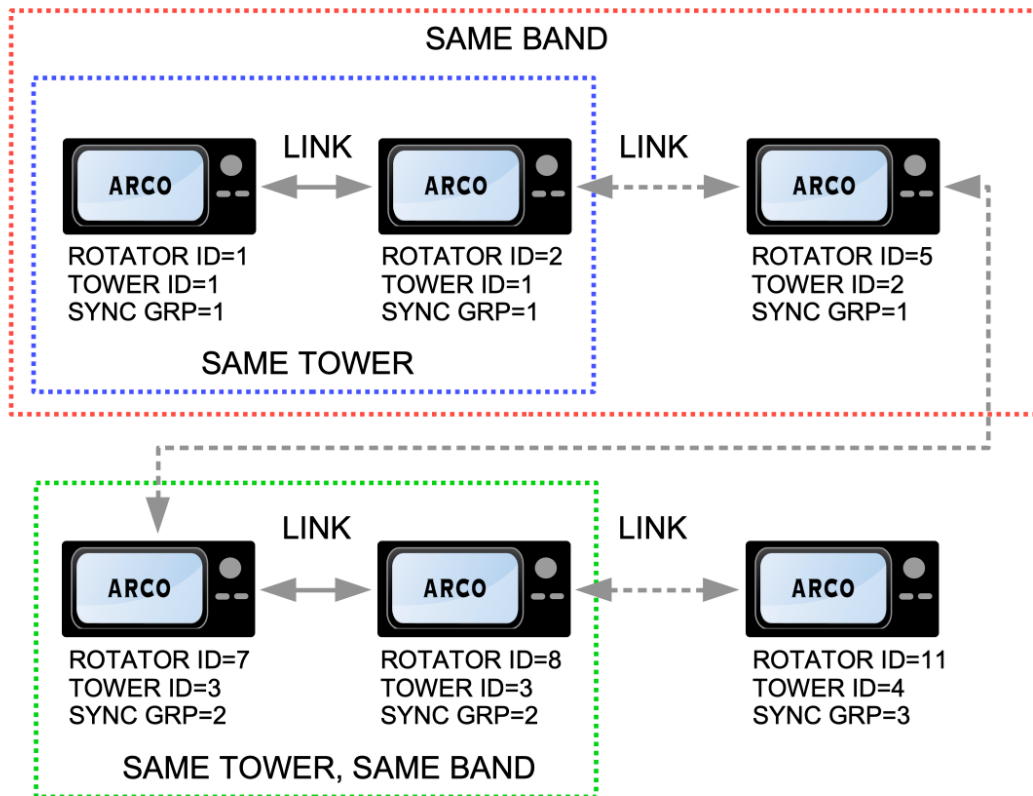 SAME BAND
LINK
LINK
ARCO
ARCO
ARCO
ROTATOR ID=1
TOWER ID=1
SYNC GRP=1
ROTATOR ID=2
TOWER ID=1
SYNC GRP=1
ROTATOR ID=5
TOWER ID=2
SYNC GRP=1
SAME TOWER
LINK
LINK
ARCO
ARCO
ARCO
ROTATOR ID=7
TOWER ID=3
SYNC GRP=2
ROTATOR ID=8
TOWER ID=3
SYNC GRP=2
ROTATOR ID=11
TOWER ID=4
SYNC GRP=3
SAME TOWER, SAME BAND